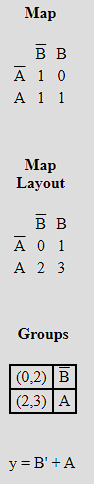 Map
B̅ B
A̅ 1 0
A 1 1
Map
Layout
B̅ B
A̅ 0 1
A 2 3
Groups
(0,2) B̅
(2,3) A
y = B' + A